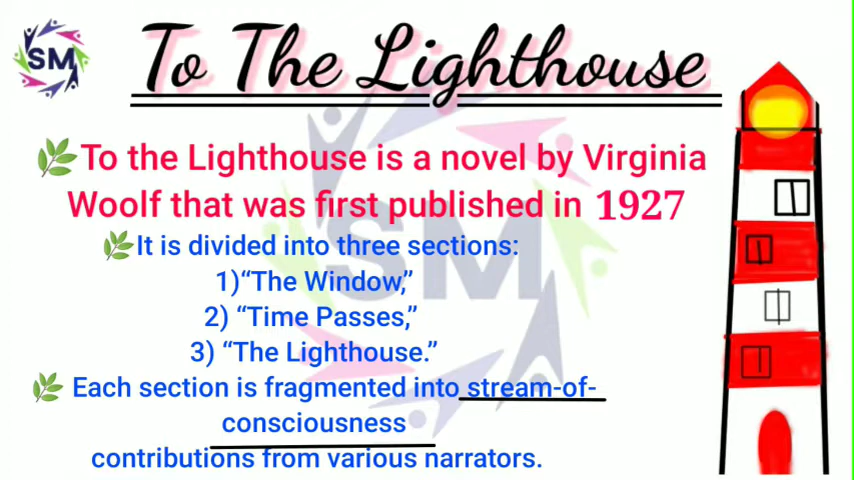 SM
To The Lighthouse
To the Lighthouse is a novel by Virginia
Woolf that was first published in 1927
It is divided into three sections:
1)“The Window,”
2) “Time Passes,”
3) “The Lighthouse.”
Each section is fragmented into stream-of-
consciousness
contributions from various narrators.
SM